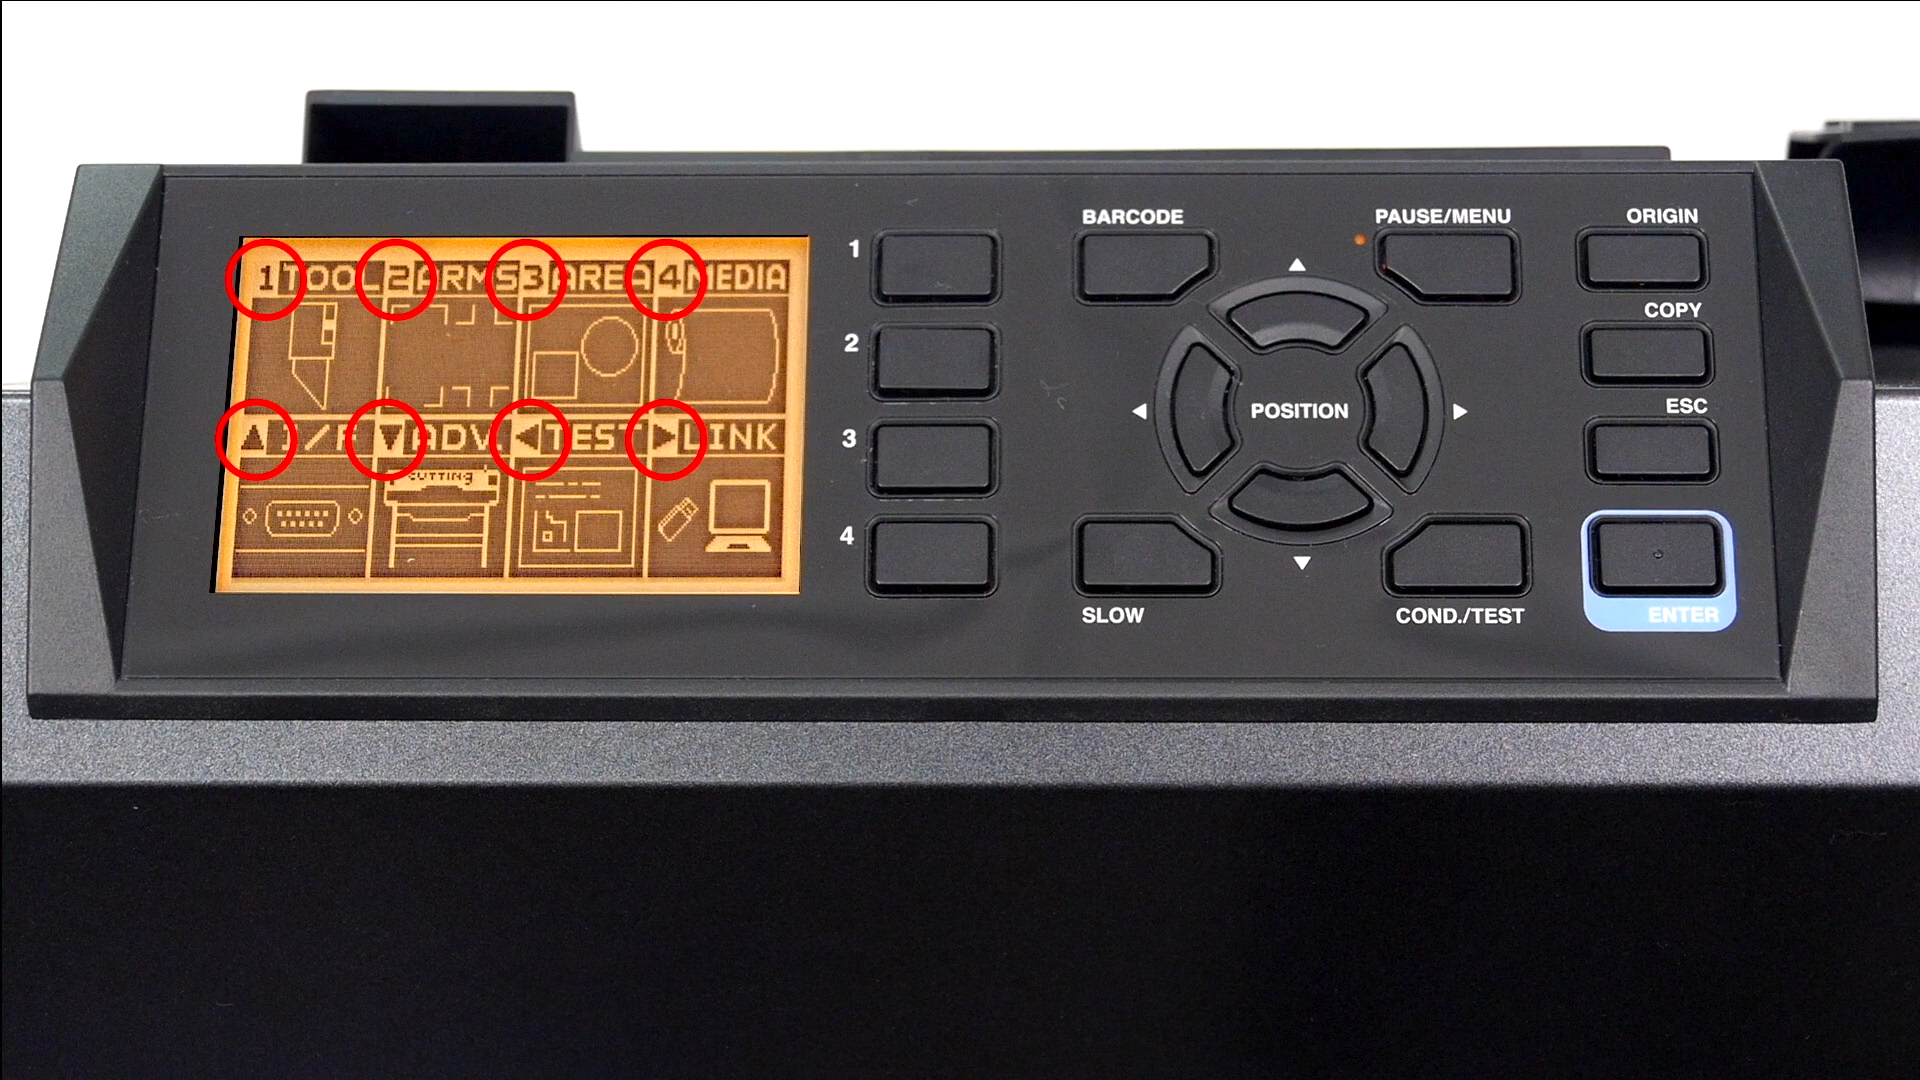 1 TOOL 2 ARMS 3 AREA 4 MEDIA
▲ I/F ▼ ADV. ◀ TEST ▶ LINK
CUTTING
1
2
3
4
BARCODE
PAUSE/MENU
ORIGIN
COPY
POSITION
ESC
SLOW
COND./TEST
ENTER